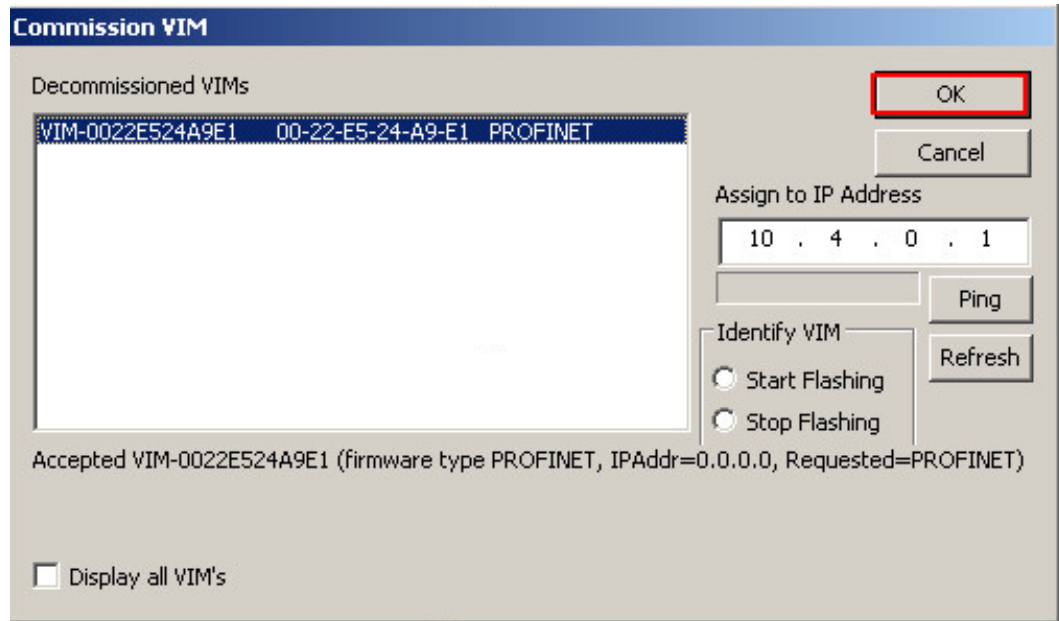 Commission VIM
Decommissioned VIMs
OK
VIM-0022E524A9E1 00-22-E5-24-A9-E1 PROFINET
Cancel
Assign to IP Address
10 . 4 . 0 . 1
Ping
Identify VIM
Refresh
Start Flashing
Stop Flashing
Accepted VIM-0022E524A9E1 (firmware type PROFINET, IPAddr=0.0.0.0, Requested=PROFINET)
Display all VIM's